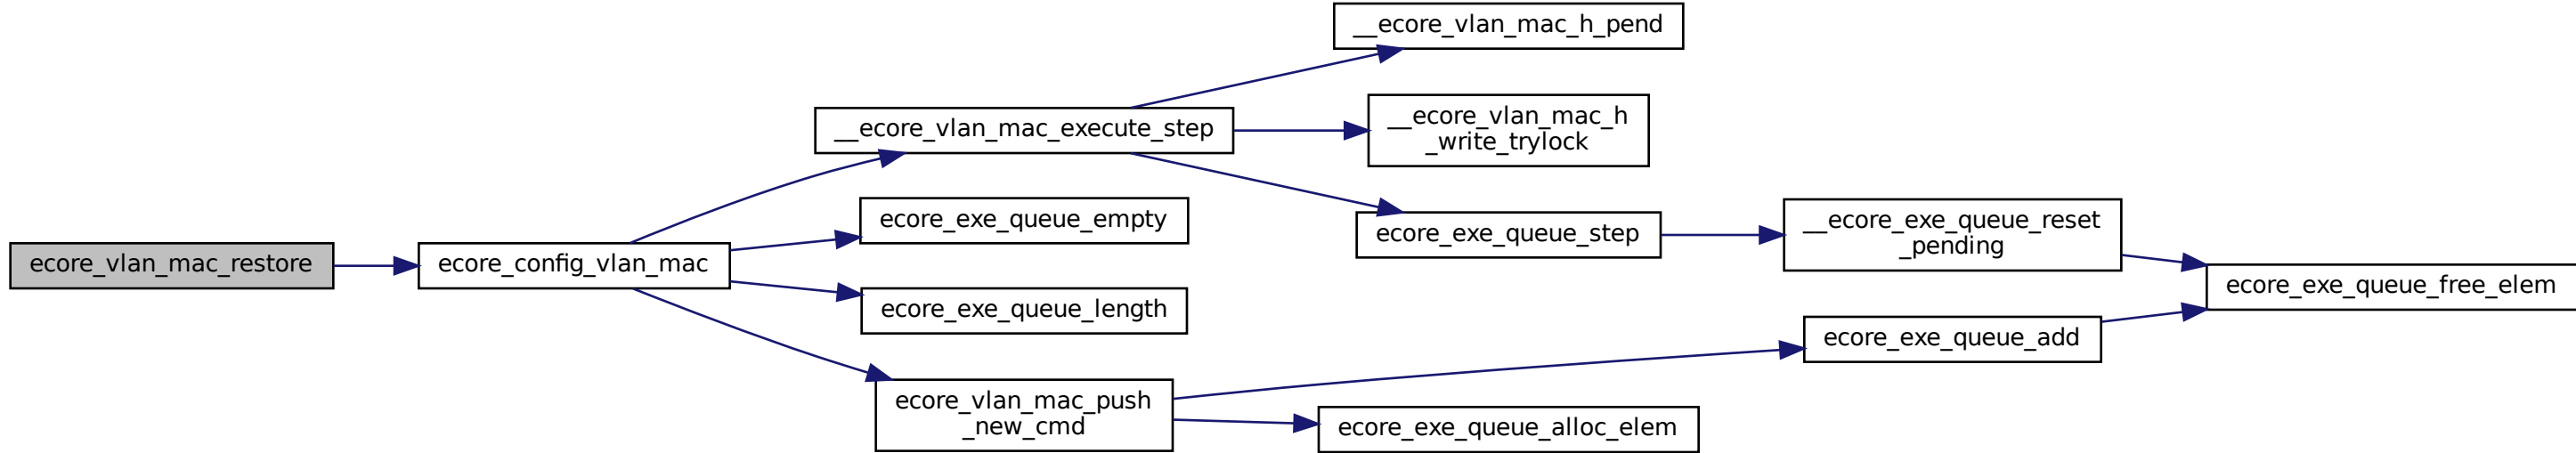 ecore_vlan_mac_restore
ecore_config_vlan_mac
__ecore_vlan_mac_execute_step
__ecore_vlan_mac_h_pend
__ecore_vlan_mac_h
_write_trylock
ecore_exe_queue_step
__ecore_exe_queue_reset
_pending
ecore_exe_queue_free_elem
ecore_exe_queue_empty
ecore_exe_queue_length
ecore_vlan_mac_push
_new_cmd
ecore_exe_queue_add
ecore_exe_queue_alloc_elem